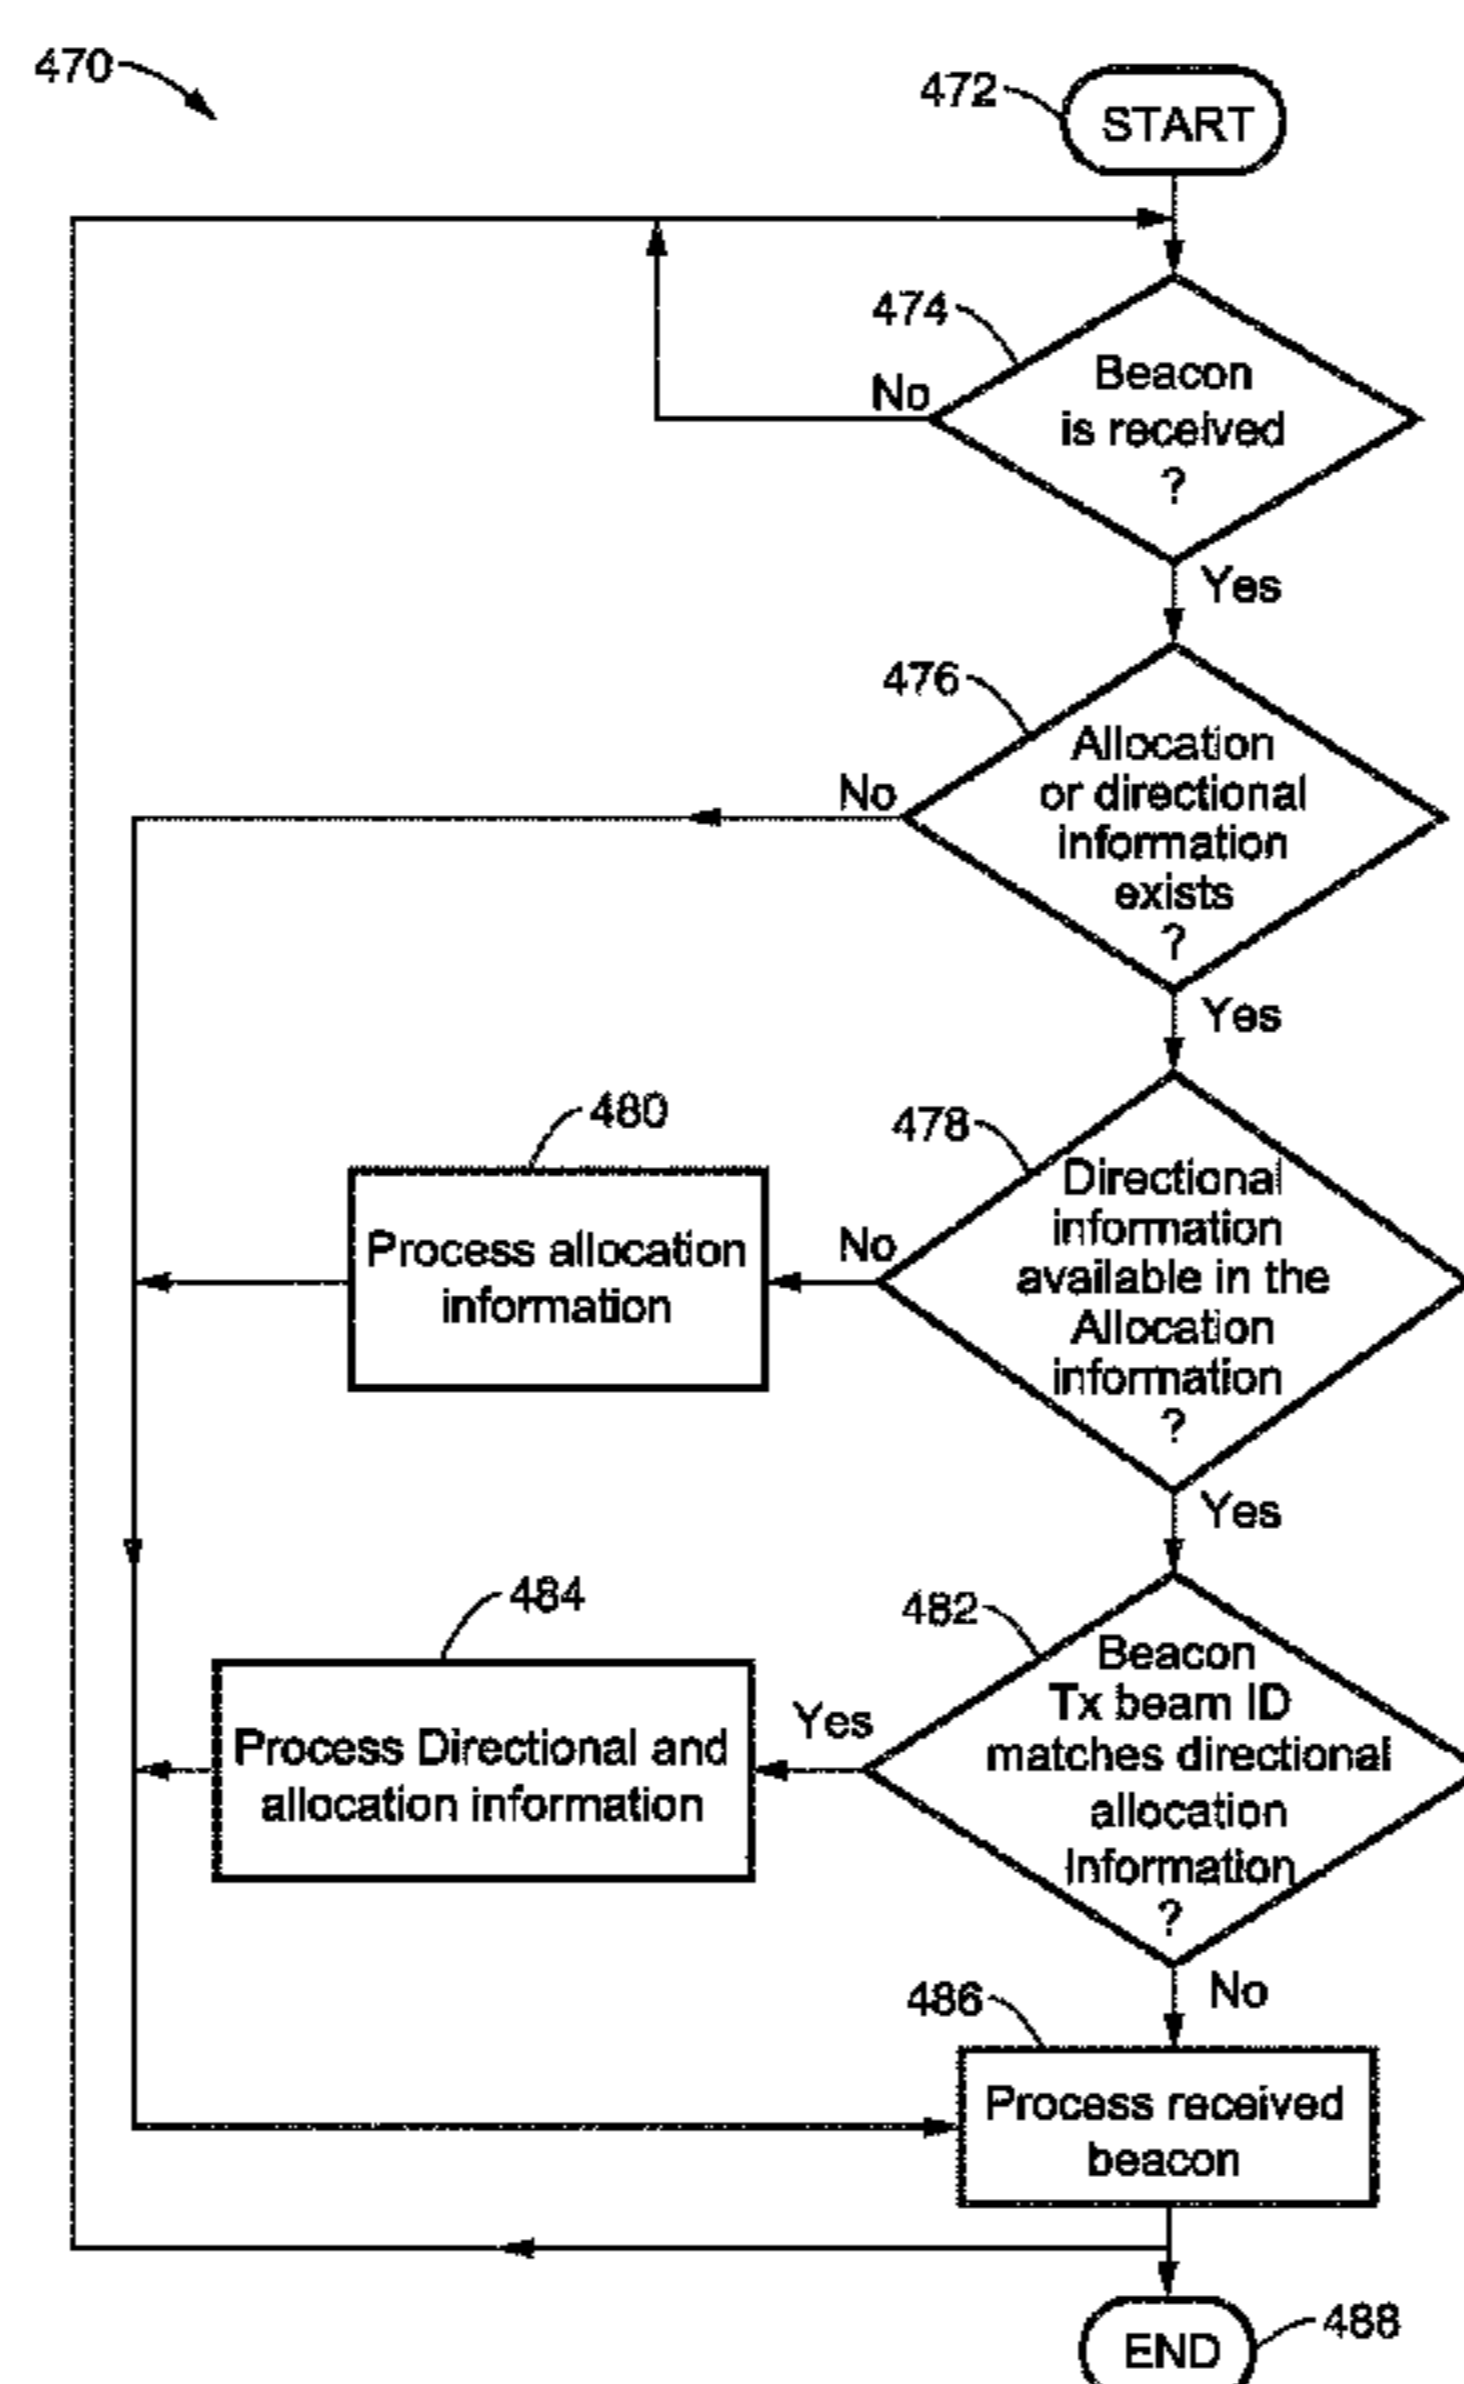 470
472
START
474
Beacon
is received
?
No
Yes
476
Allocation
or directional
information
exists
?
No
Yes
480
Process allocation
information
478
Directional
information
available in the
Allocation
information
?
No
Yes
484
Process Directional and
allocation information
482
Beacon
Tx beam ID
matches directional
allocation
Information
?
Yes
No
486
Process received
beacon
END
488